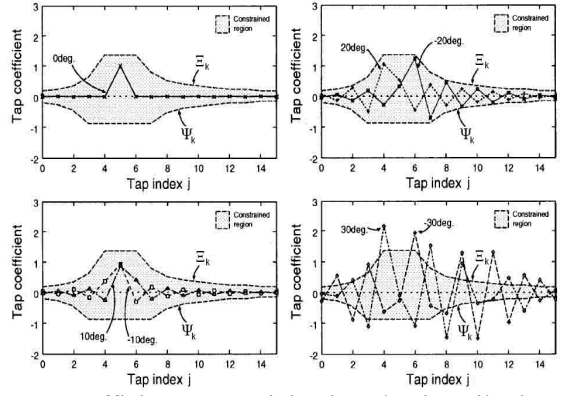 Tap coefficient
3
2
1
0
-1
-2
0 2 4 6 8 10 12 14
Tap index j
Constrained region
0deg.
Ξk
Ψk
Tap coefficient
3
2
1
0
-1
-2
0 2 4 6 8 10 12 14
Tap index j
Constrained region
20deg.
-20deg.
Ξk
Ψk
Tap coefficient
3
2
1
0
-1
-2
0 2 4 6 8 10 12 14
Tap index j
Constrained region
10deg.
-10deg.
Ξk
Ψk
Tap coefficient
3
2
1
0
-1
-2
0 2 4 6 8 10 12 14
Tap index j
Constrained region
30deg.
-30deg.
Ξk
Ψk